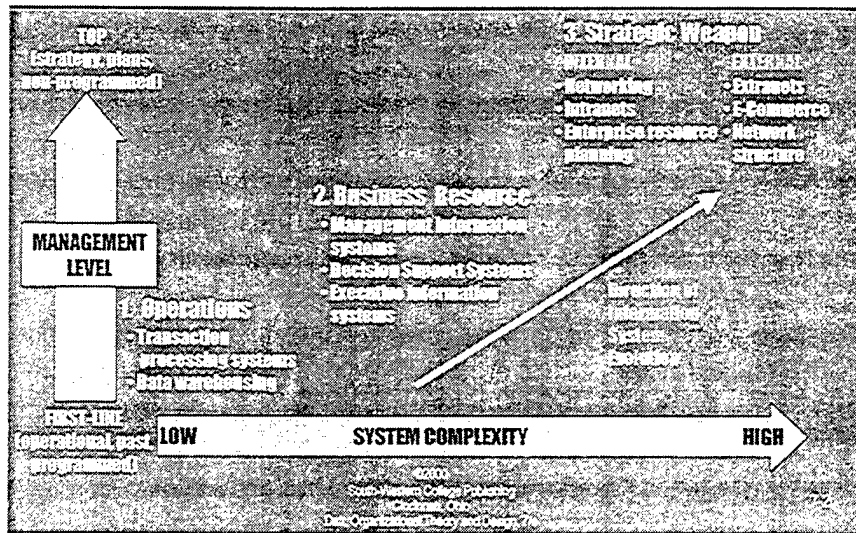 TOP
(strategy, plans,
non-programmed)
3. Strategic Weapon
INTERNAL
• Networking
• Intranets
• Enterprise resource
planning
EXTERNAL
• Extranets
• E-Commerce
• Network
structure
2. Business Resource
• Management information
systems
• Decision Support Systems
• Executive information
systems
MANAGEMENT
LEVEL
1. Operations
• Transaction
processing systems
• Data warehousing
Direction of
Information
System
Evolution
FIRST-LINE
(operational, past,
programmed)
LOW SYSTEM COMPLEXITY HIGH
©2000
South-Western College Publishing
Cincinnati, Ohio
Daft, Organizational Theory and Design, 7/e